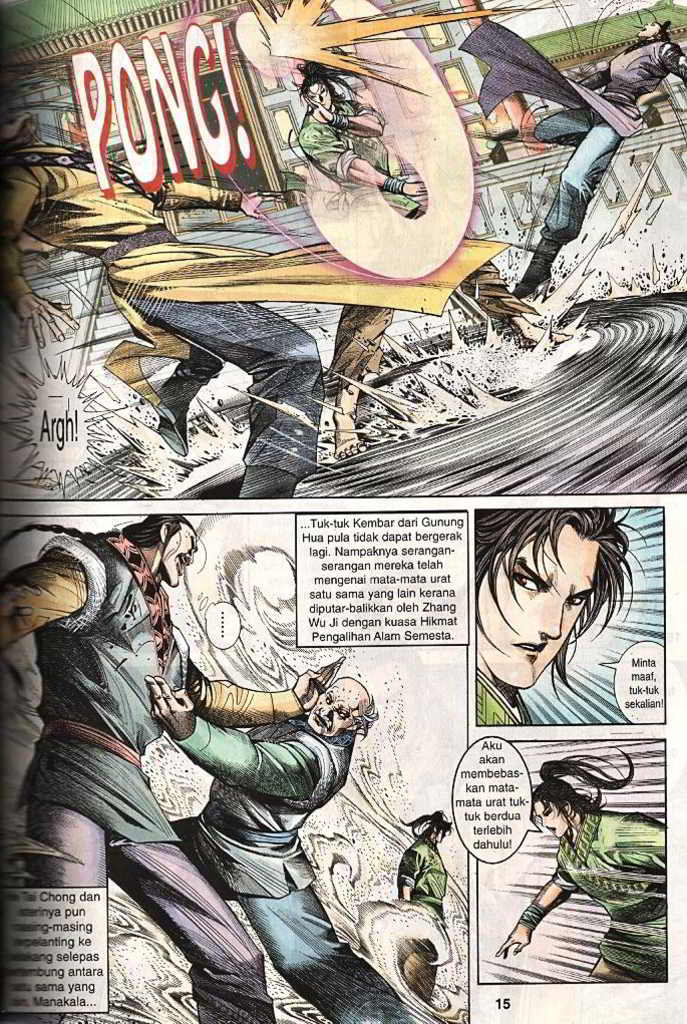 PONG!
Argh!
Tai Chong dan
pun
masing-masing
ke
selepas
antara
sama yang
Manakala...
...Tuk-tuk Kembar dari Gunung
Hua pula tidak dapat bergerak
lagi. Nampaknya serangan-
serangan mereka telah
mengenai mata-mata urat
satu sama yang lain kerana
diputar-balikkan oleh Zhang
Wu Ji dengan kuasa Hikmat
Pengalihan Alam Semesta.
.....
Minta
maaf,
tuk-tuk
sekalian!
Aku
akan
membebas-
kan mata-
mata urat tuk-
tuk berdua
terlebih
dahulu!
15